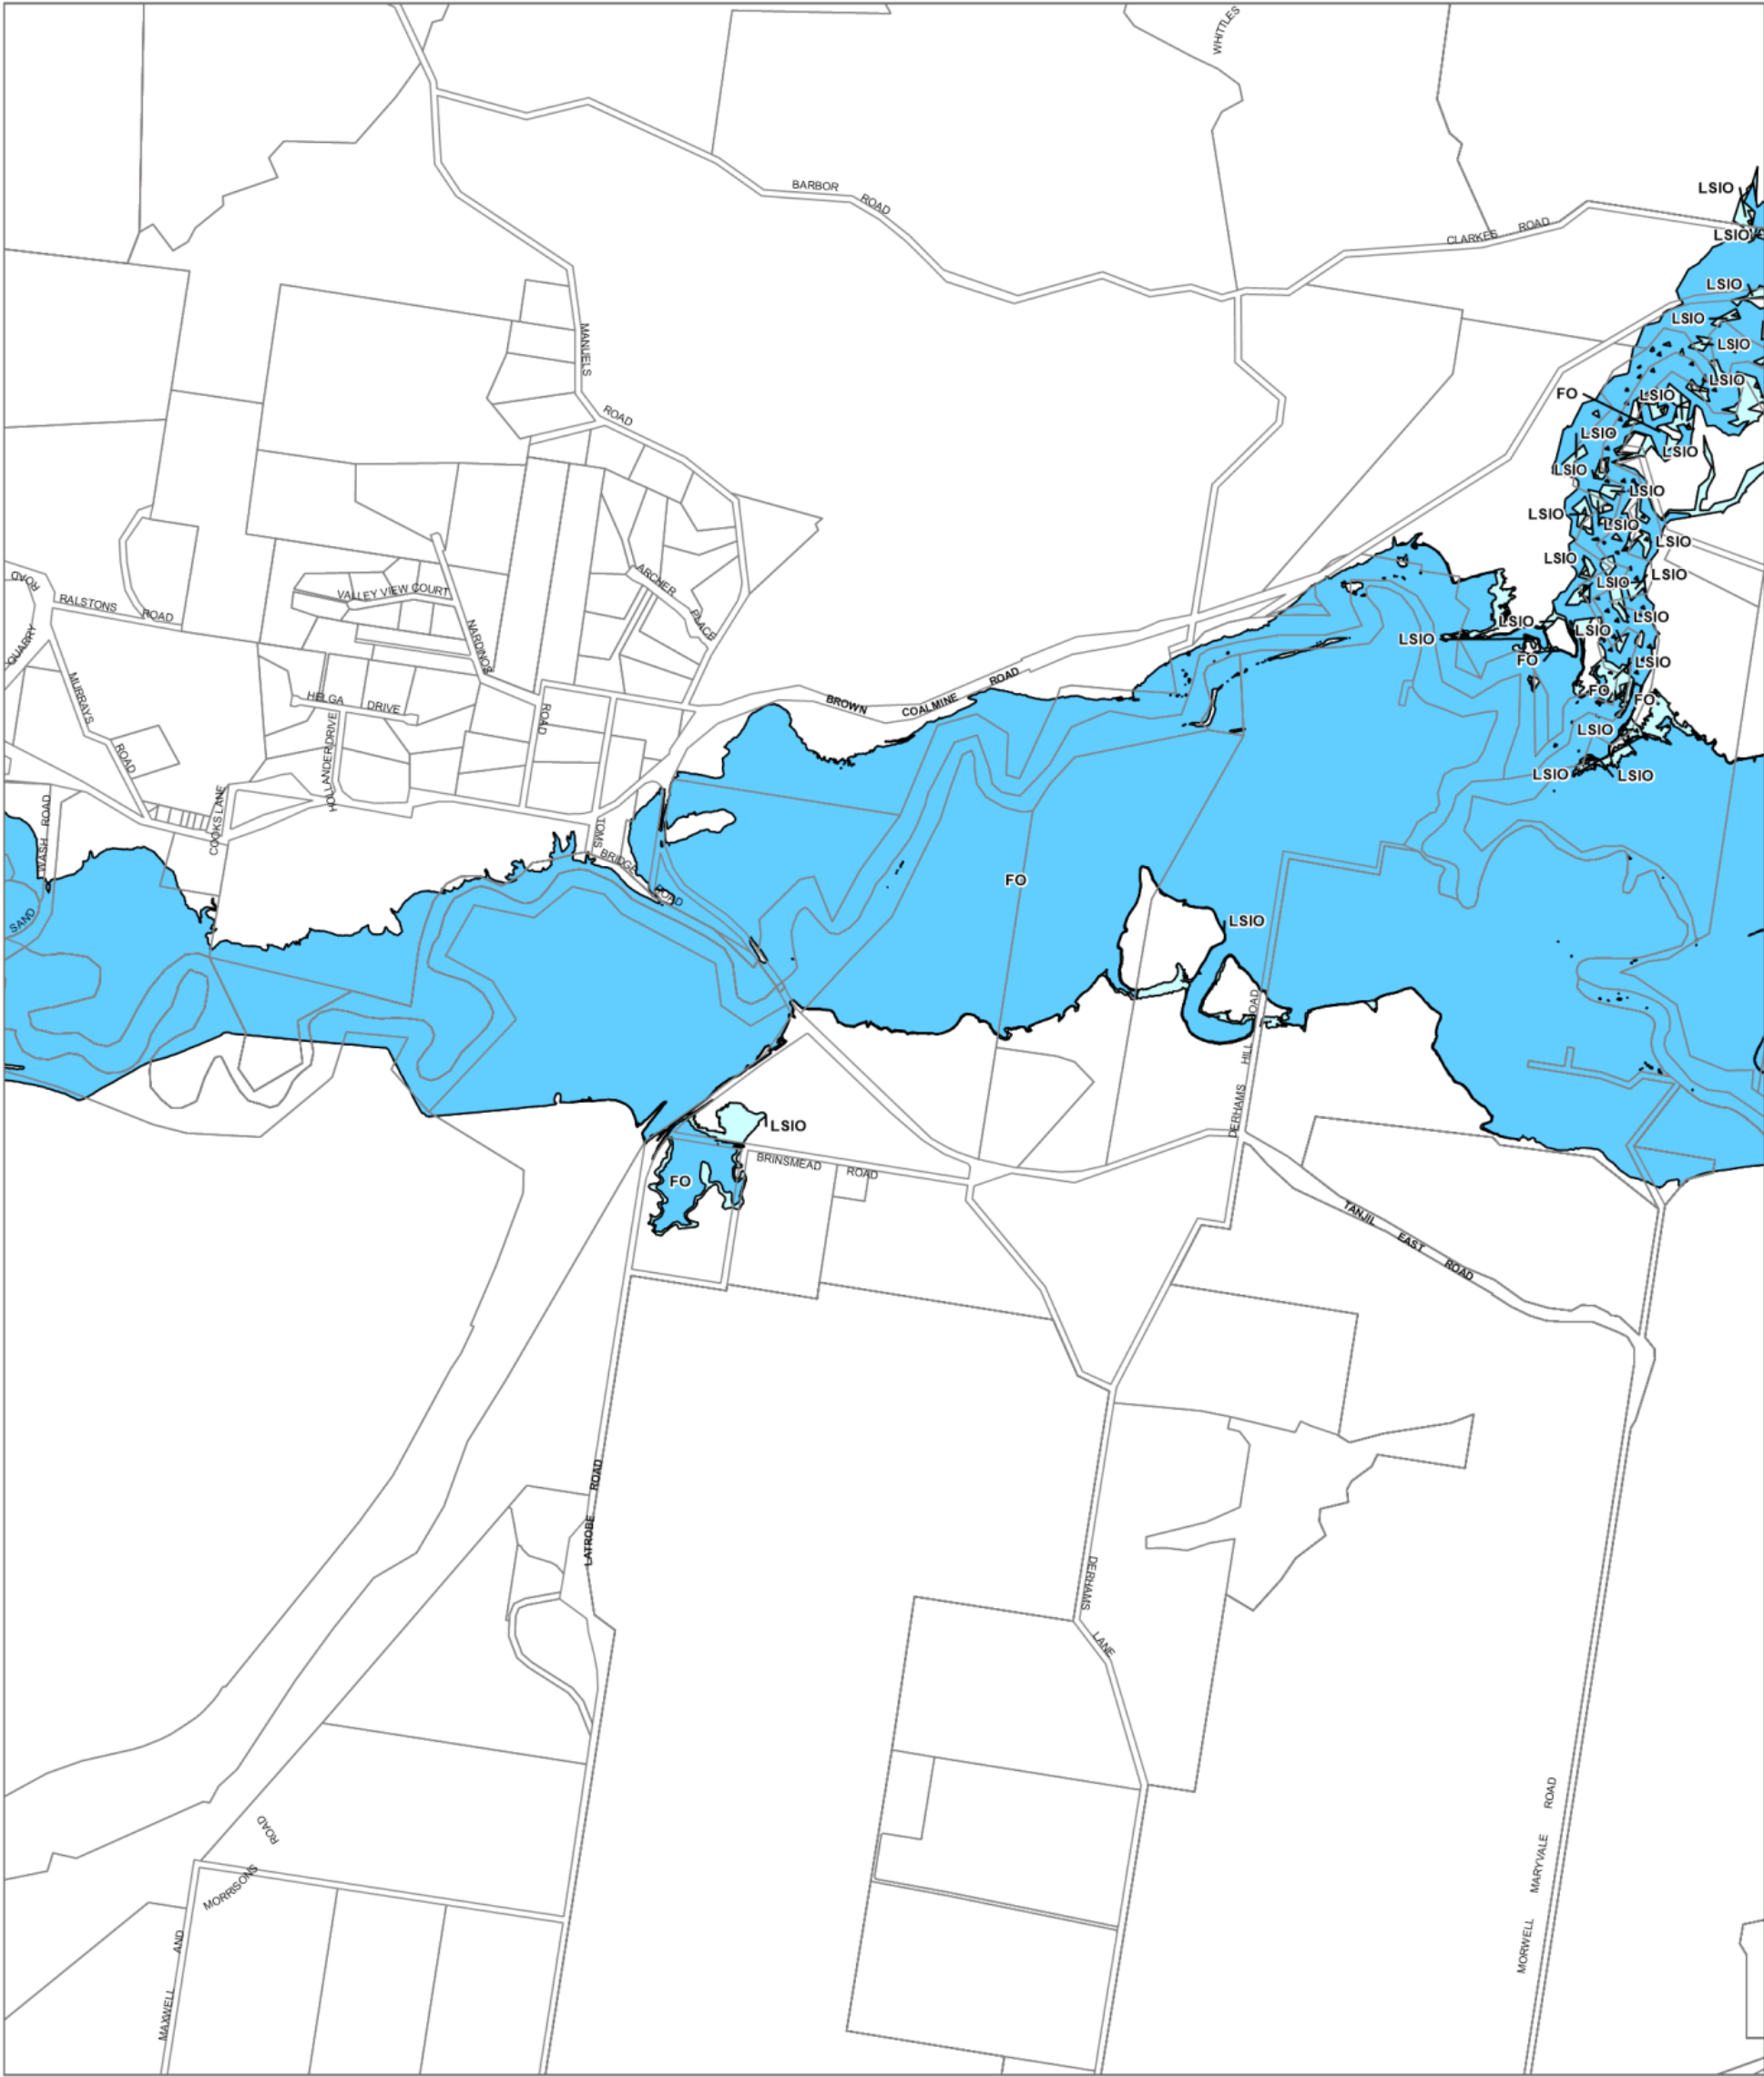 WHITTLES
BARBOR ROAD
CLARKES ROAD
LSIO
LSIO
LSIO
LSIO
LSIO
LSIO
LSIO
FO
LSIO
LSIO
LSIO
LSIO
LSIO
LSIO
LSIO
LSIO
LSIO
LSIO
LSIO
LSIO
LSIO
LSIO
FO
LSIO
FO
FO
LSIO
LSIO
LSIO
MANUELS ROAD
ARCHER PLACE
VALLEY VIEW COURT
NARDINOS ROAD
RALSTONS ROAD
QUARRY ROAD
MURRAYS ROAD
HELGA DRIVE
HOLLANDER DRIVE
COOKS LANE
WASH ROAD
SAND
TOMS
BRIDGE ROAD
BROWN COALMINE ROAD
FO
LSIO
DERHAMS HILL ROAD
LSIO
BRINSMEAD ROAD
FO
TANJIL EAST ROAD
LATROBE ROAD
DERHAMS LANE
MORRISONS ROAD
MAXWELL AND
MORWELL MARYVALE ROAD